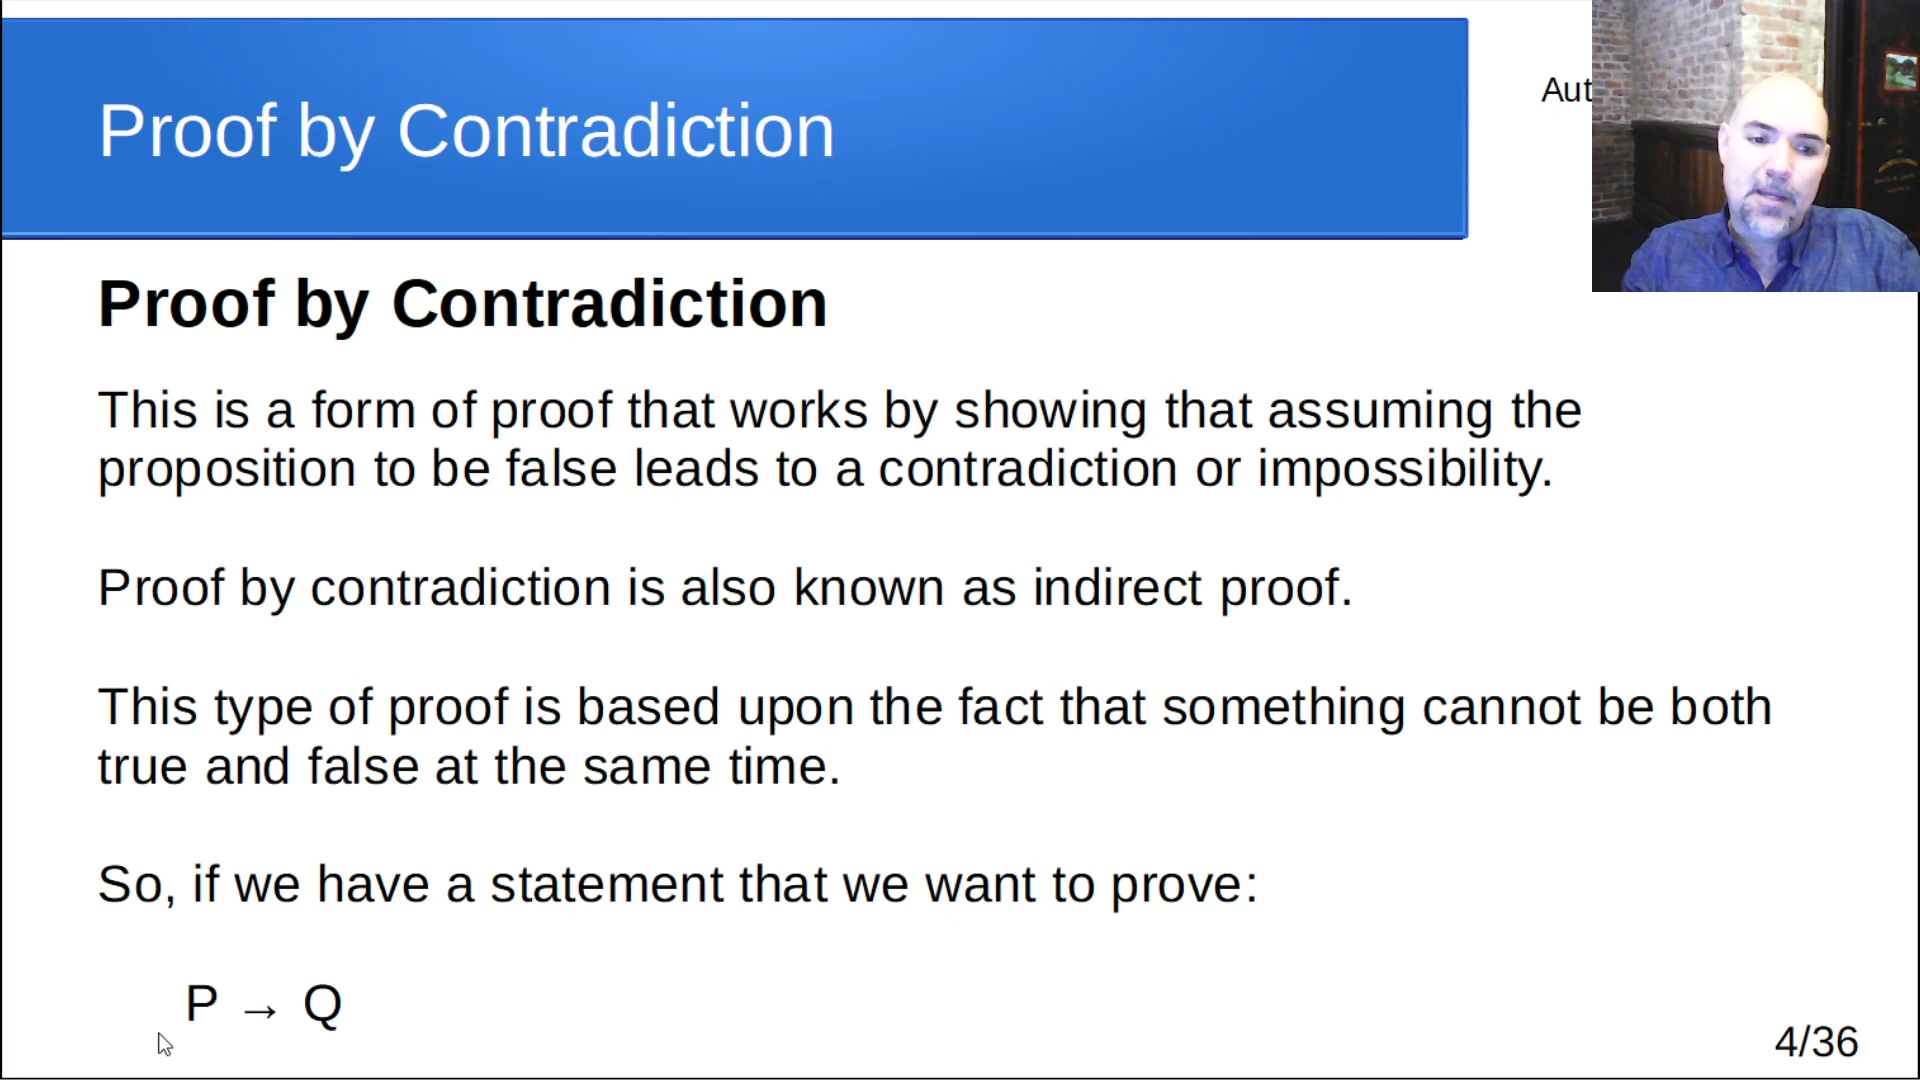 Proof by Contradiction
Aut
Proof by Contradiction
This is a form of proof that works by showing that assuming the
proposition to be false leads to a contradiction or impossibility.
Proof by contradiction is also known as indirect proof.
This type of proof is based upon the fact that something cannot be both
true and false at the same time.
So, if we have a statement that we want to prove:
P → Q
4/36